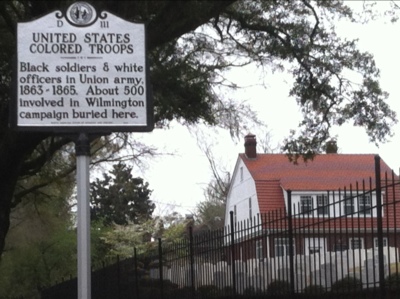 D 111
UNITED STATES
COLORED TROOPS
Black soldiers & white
officers in Union army,
1863-1865. About 500
involved in Wilmington
campaign buried here.